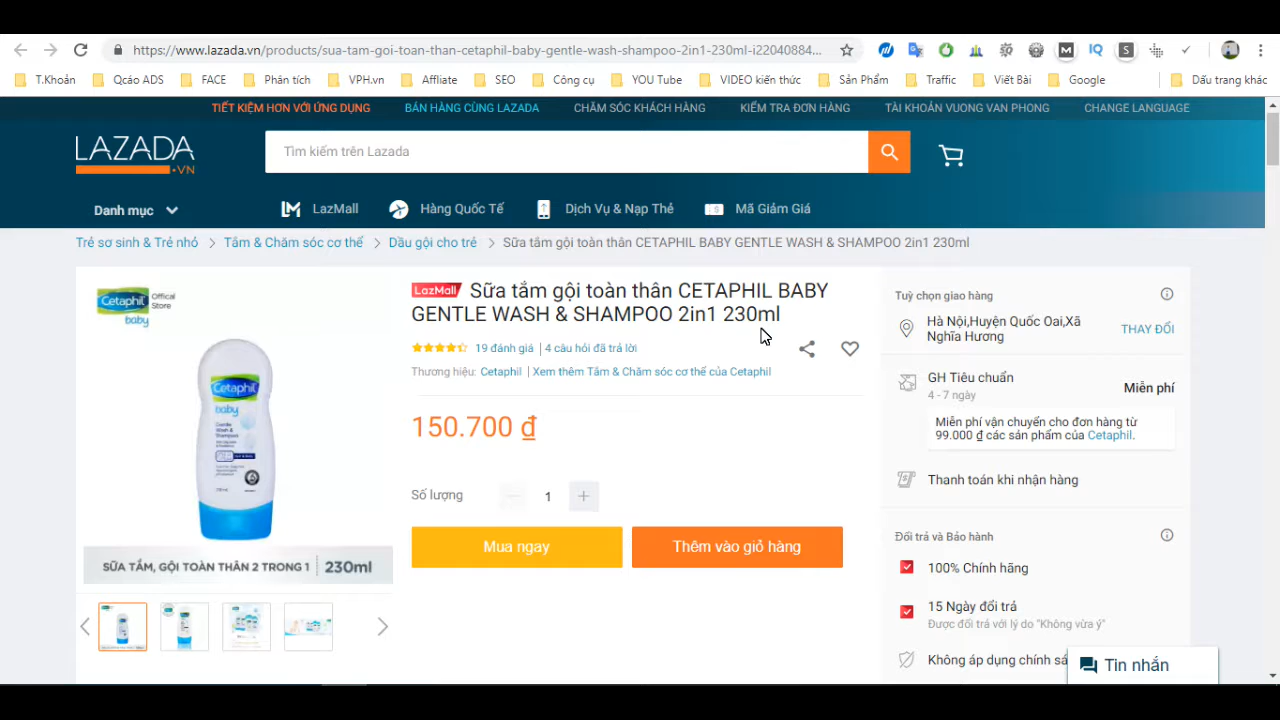 https://www.lazada.vn/products/sua-tam-goi-toan-than-cetaphil-baby-gentle-wash-shampoo-2in1-230ml-i22040884...
T.Khoản Qcáo ADS FACE Phân tích VPH.vn Affliate SEO Công cụ YOU Tube VIDEO kiến thức Sản Phẩm Traffic Viết Bài Google Dấu trang khác
TIẾT KIỆM HƠN VỚI ỨNG DỤNG BÁN HÀNG CÙNG LAZADA CHĂM SÓC KHÁCH HÀNG KIỂM TRA ĐƠN HÀNG TÀI KHOẢN VUONG VAN PHONG CHANGE LANGUAGE
LAZADA .VN
Tìm kiếm trên Lazada
Danh mục LazMall Hàng Quốc Tế Dịch Vụ & Nạp Thẻ Mã Giảm Giá
Trẻ sơ sinh & Trẻ nhỏ > Tắm & Chăm sóc cơ thể > Dầu gội cho trẻ > Sữa tắm gội toàn thân CETAPHIL BABY GENTLE WASH & SHAMPOO 2in1 230ml
Cetaphil baby Official Store
Cetaphil
baby
Gentle
Wash &
Shampoo
SỮA TẮM, GỘI TOÀN THÂN 2 TRONG 1 | 230ml
LazMall Sữa tắm gội toàn thân CETAPHIL BABY
GENTLE WASH & SHAMPOO 2in1 230ml
19 đánh giá | 4 câu hỏi đã trả lời
Thương hiệu: Cetaphil | Xem thêm Tắm & Chăm sóc cơ thể của Cetaphil
150.700 ₫
Số lượng 1
Mua ngay Thêm vào giỏ hàng
Tuỳ chọn giao hàng
Hà Nội,Huyện Quốc Oai,Xã
Nghĩa Hương
THAY ĐỔI
GH Tiêu chuẩn
4 - 7 ngày
Miễn phí
Miễn phí vận chuyển cho đơn hàng từ
99.000 ₫ các sản phẩm của Cetaphil.
Thanh toán khi nhận hàng
Đổi trả và Bảo hành
100% Chính hãng
15 Ngày đổi trả
Được đổi trả với lý do "Không vừa ý"
Không áp dụng chính sá
Tin nhắn